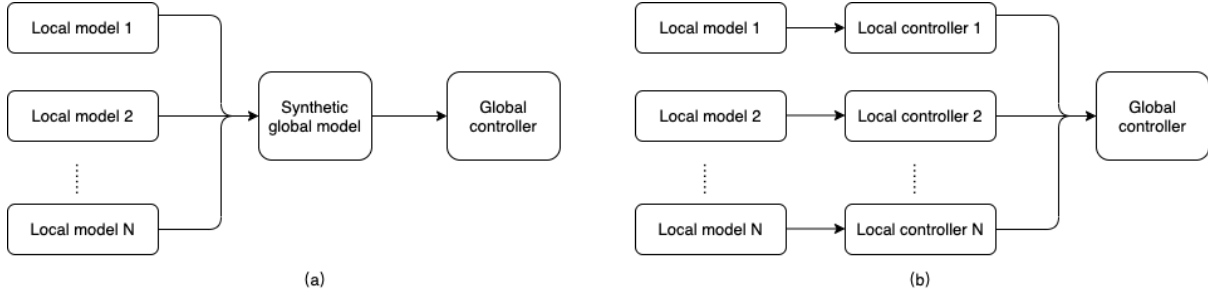 Local model 1
Local model 2
Local model N
Synthetic
global model
Global
controller
(a)
Local model 1
Local controller 1
Local model 2
Local controller 2
Local model N
Local controller N
Global
controller
(b)